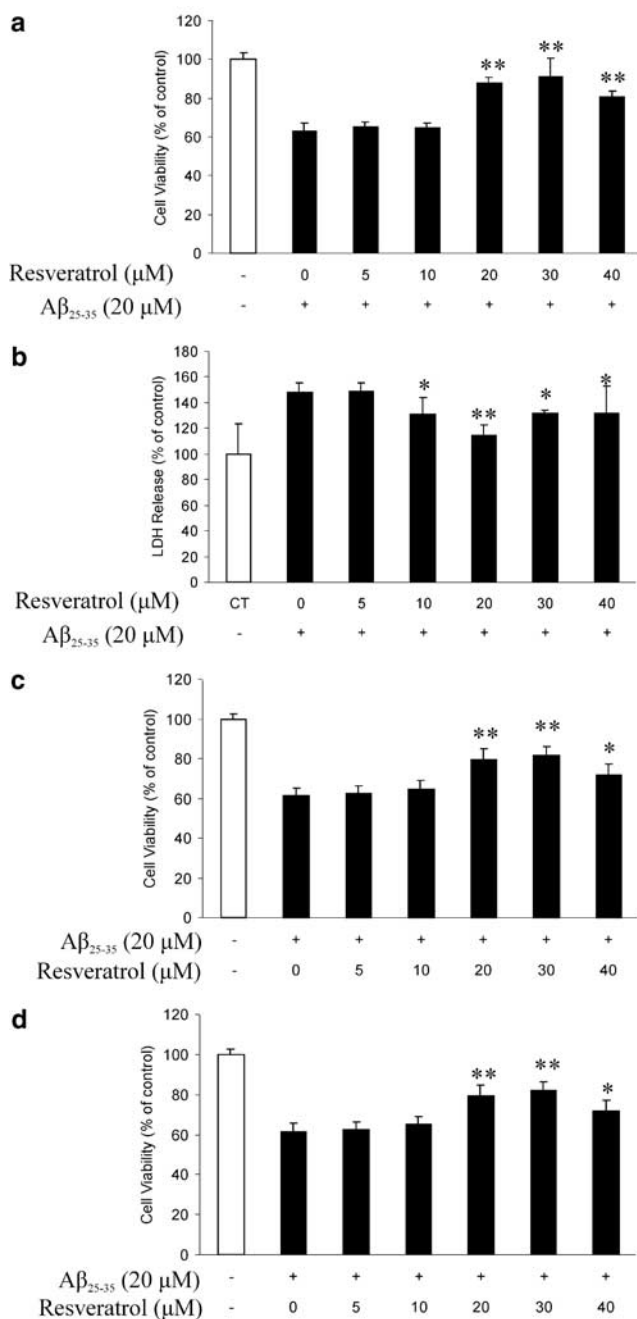 a
Cell Viability (% of control)
120
100
80
60
40
20
0
** ** **
Resveratrol (μM) - 0 5 10 20 30 40
Aβ25-35 (20 μM) - + + + + + +
b
LDH Release (% of control)
180
160
140
120
100
80
60
40
20
0
* ** * *
Resveratrol (μM) CT 0 5 10 20 30 40
Aβ25-35 (20 μM) - + + + + + +
c
Cell Viability (% of control)
120
100
80
60
40
20
0
** ** *
Aβ25-35 (20 μM) - + + + + + +
Resveratrol (μM) - 0 5 10 20 30 40
d
Cell Viability (% of control)
120
100
80
60
40
20
0
** ** *
Aβ25-35 (20 μM) - + + + + + +
Resveratrol (μM) - 0 5 10 20 30 40